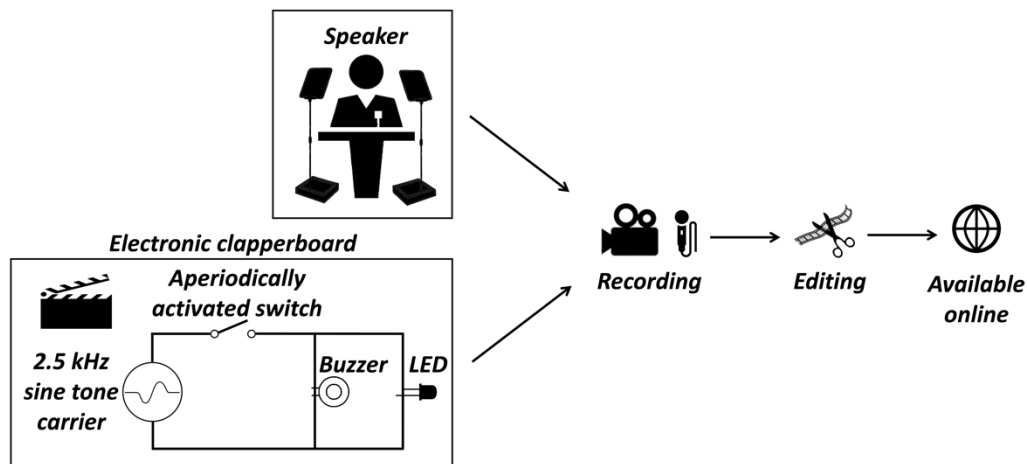 Speaker
Electronic clapperboard
Aperiodically
activated switch
2.5 kHz
sine tone
carrier
Buzzer
LED
Recording
Editing
Available
online